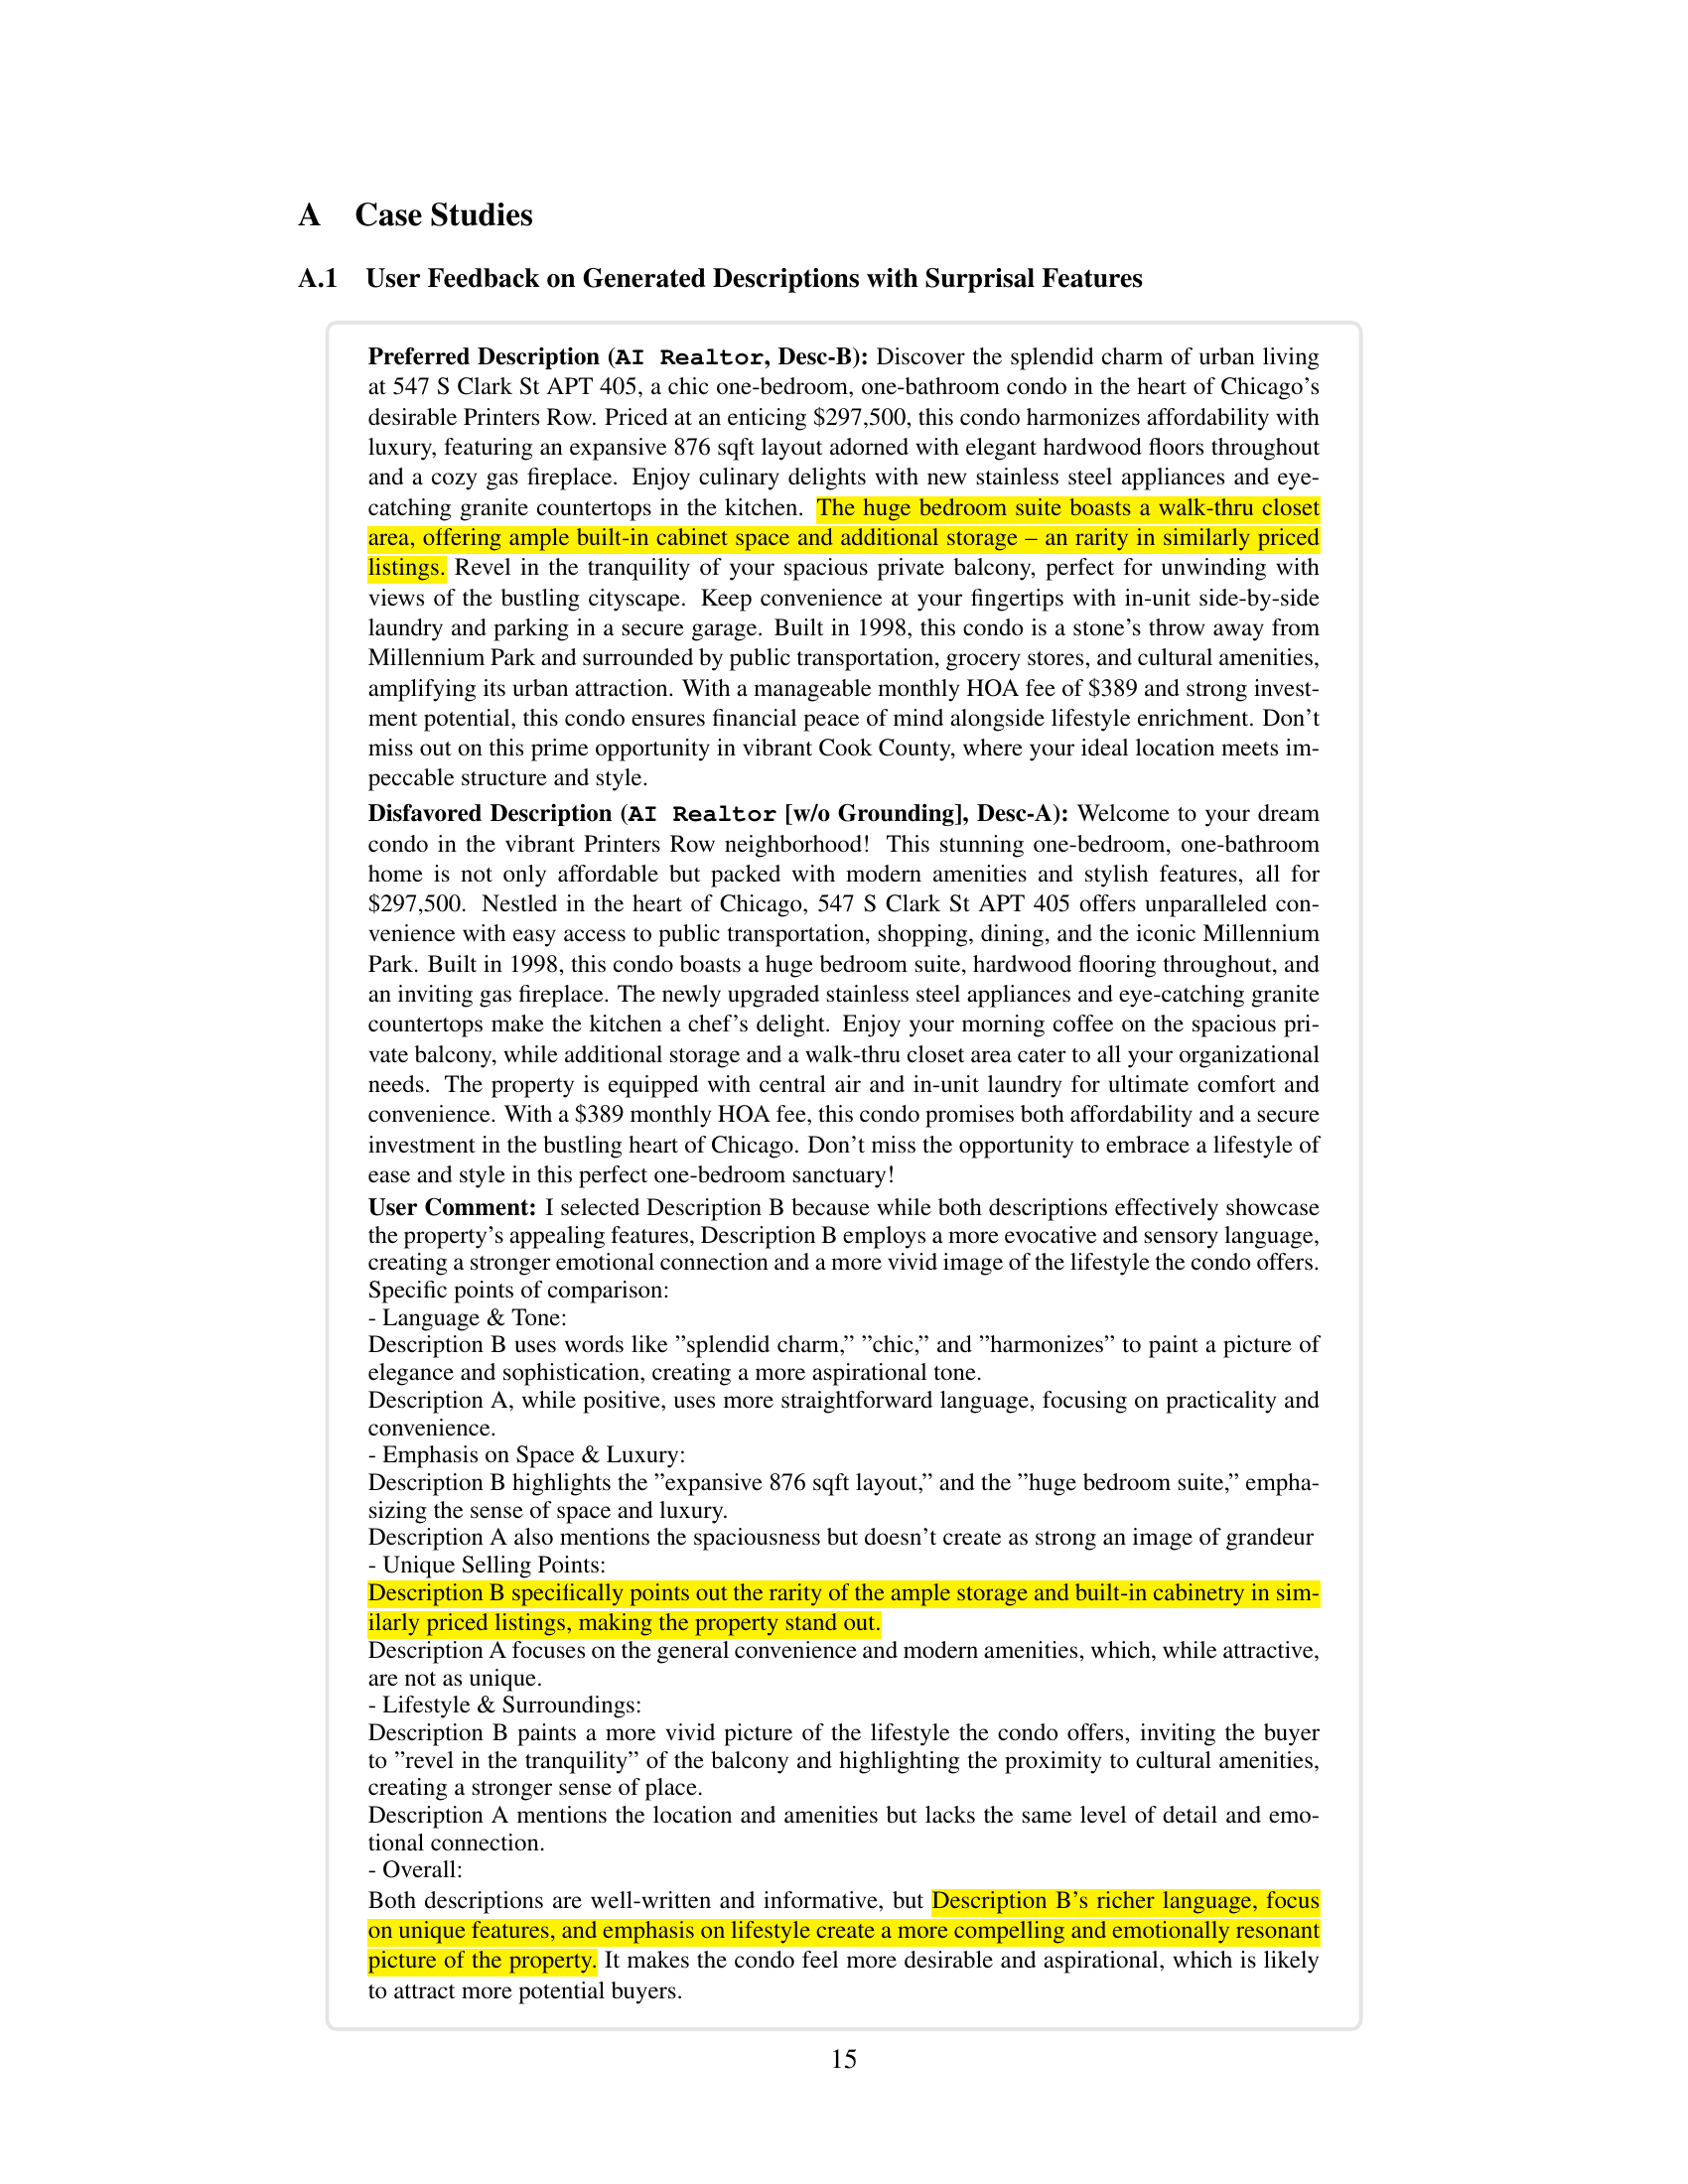 A Case Studies
A.1 User Feedback on Generated Descriptions with Surprisal Features
Preferred Description (AI Realtor, Desc-B): Discover the splendid charm of urban living
at 547 S Clark St APT 405, a chic one-bedroom, one-bathroom condo in the heart of Chicago's
desirable Printers Row. Priced at an enticing $297,500, this condo harmonizes affordability with
luxury, featuring an expansive 876 sqft layout adorned with elegant hardwood floors throughout
and a cozy gas fireplace. Enjoy culinary delights with new stainless steel appliances and eye-
catching granite countertops in the kitchen. The huge bedroom suite boasts a walk-thru closet
area, offering ample built-in cabinet space and additional storage – an rarity in similarly priced
listings. Revel in the tranquility of your spacious private balcony, perfect for unwinding with
views of the bustling cityscape. Keep convenience at your fingertips with in-unit side-by-side
laundry and parking in a secure garage. Built in 1998, this condo is a stone's throw away from
Millennium Park and surrounded by public transportation, grocery stores, and cultural amenities,
amplifying its urban attraction. With a manageable monthly HOA fee of $389 and strong invest-
ment potential, this condo ensures financial peace of mind alongside lifestyle enrichment. Don't
miss out on this prime opportunity in vibrant Cook County, where your ideal location meets im-
peccable structure and style.
Disfavored Description (AI Realtor [w/o Grounding], Desc-A): Welcome to your dream
condo in the vibrant Printers Row neighborhood! This stunning one-bedroom, one-bathroom
home is not only affordable but packed with modern amenities and stylish features, all for
$297,500. Nestled in the heart of Chicago, 547 S Clark St APT 405 offers unparalleled con-
venience with easy access to public transportation, shopping, dining, and the iconic Millennium
Park. Built in 1998, this condo boasts a huge bedroom suite, hardwood flooring throughout, and
an inviting gas fireplace. The newly upgraded stainless steel appliances and eye-catching granite
countertops make the kitchen a chef's delight. Enjoy your morning coffee on the spacious pri-
vate balcony, while additional storage and a walk-thru closet area cater to all your organizational
needs. The property is equipped with central air and in-unit laundry for ultimate comfort and
convenience. With a $389 monthly HOA fee, this condo promises both affordability and a secure
investment in the bustling heart of Chicago. Don't miss the opportunity to embrace a lifestyle of
ease and style in this perfect one-bedroom sanctuary!
User Comment: I selected Description B because while both descriptions effectively showcase
the property's appealing features, Description B employs a more evocative and sensory language,
creating a stronger emotional connection and a more vivid image of the lifestyle the condo offers.
Specific points of comparison:
- Language & Tone:
Description B uses words like ”splendid charm,” ”chic,” and ”harmonizes” to paint a picture of
elegance and sophistication, creating a more aspirational tone.
Description A, while positive, uses more straightforward language, focusing on practicality and
convenience.
- Emphasis on Space & Luxury:
Description B highlights the ”expansive 876 sqft layout,” and the ”huge bedroom suite,” empha-
sizing the sense of space and luxury.
Description A also mentions the spaciousness but doesn't create as strong an image of grandeur
- Unique Selling Points:
Description B specifically points out the rarity of the ample storage and built-in cabinetry in sim-
ilarly priced listings, making the property stand out.
Description A focuses on the general convenience and modern amenities, which, while attractive,
are not as unique.
- Lifestyle & Surroundings:
Description B paints a more vivid picture of the lifestyle the condo offers, inviting the buyer
to ”revel in the tranquility” of the balcony and highlighting the proximity to cultural amenities,
creating a stronger sense of place.
Description A mentions the location and amenities but lacks the same level of detail and emo-
tional connection.
- Overall:
Both descriptions are well-written and informative, but Description B's richer language, focus
on unique features, and emphasis on lifestyle create a more compelling and emotionally resonant
picture of the property. It makes the condo feel more desirable and aspirational, which is likely
to attract more potential buyers.
15